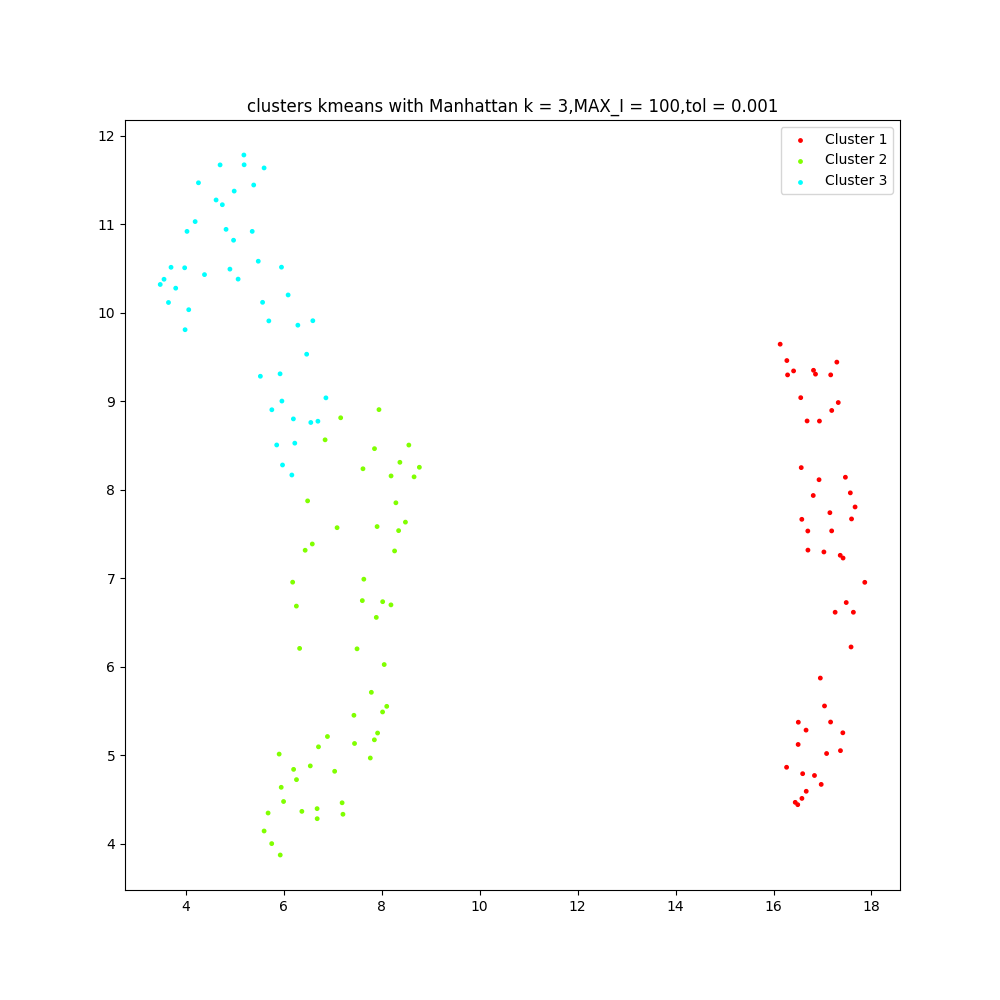 clusters kmeans with Manhattan k = 3,MAX_I = 100,tol = 0.001
Cluster 1
Cluster 2
Cluster 3
12
11
10
9
8
7
6
5
4
4 6 8 10 12 14 16 18